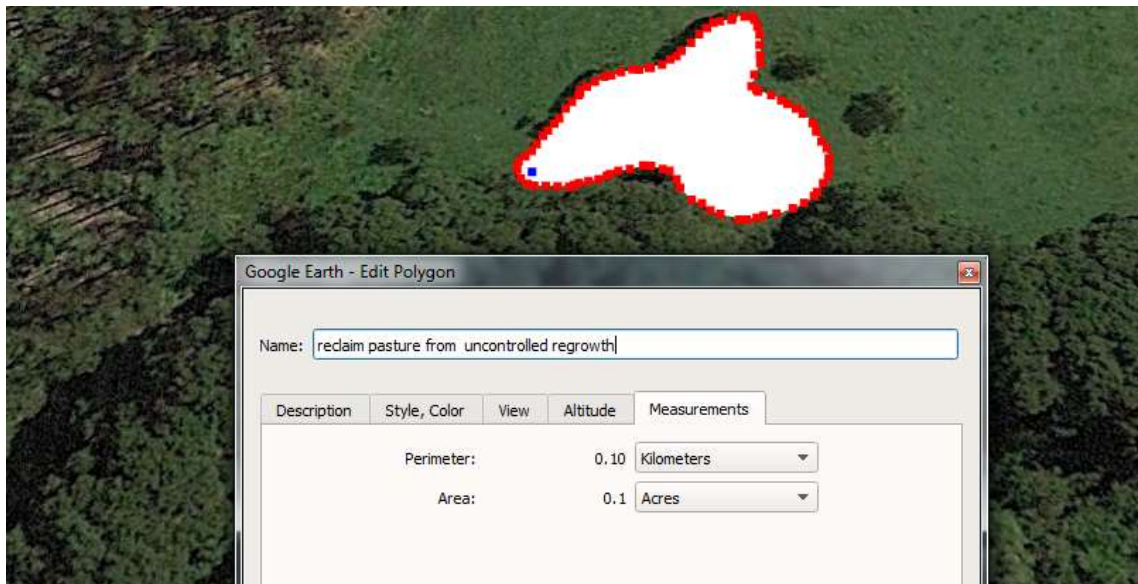 Google Earth - Edit Polygon
Name: reclaim pasture from  uncontrolled regrowth
Description Style, Color View Altitude Measurements
Perimeter: 0.10 Kilometers
Area: 0.1 Acres